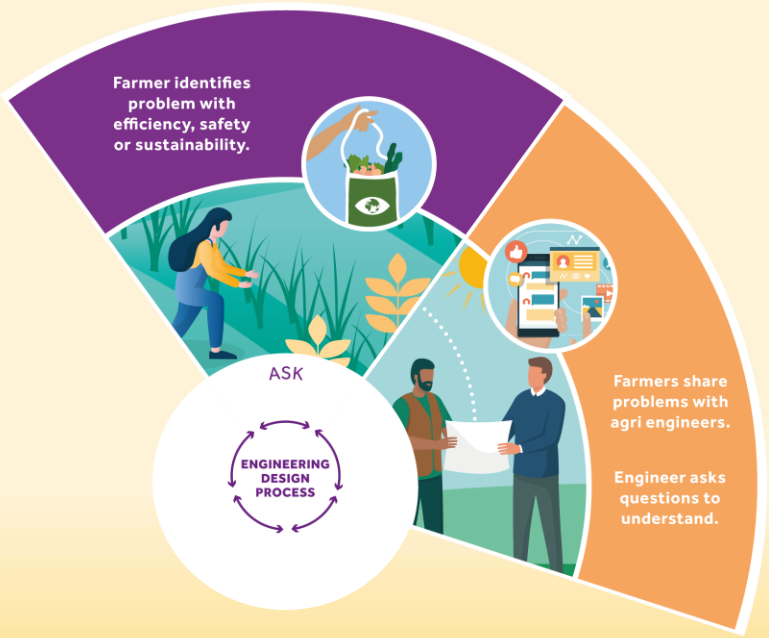 Farmer identifies
problem with
efficiency, safety
or sustainability.
ASK
ENGINEERING
DESIGN
PROCESS
Farmers share
problems with
agri engineers.
Engineer asks
questions to
understand.